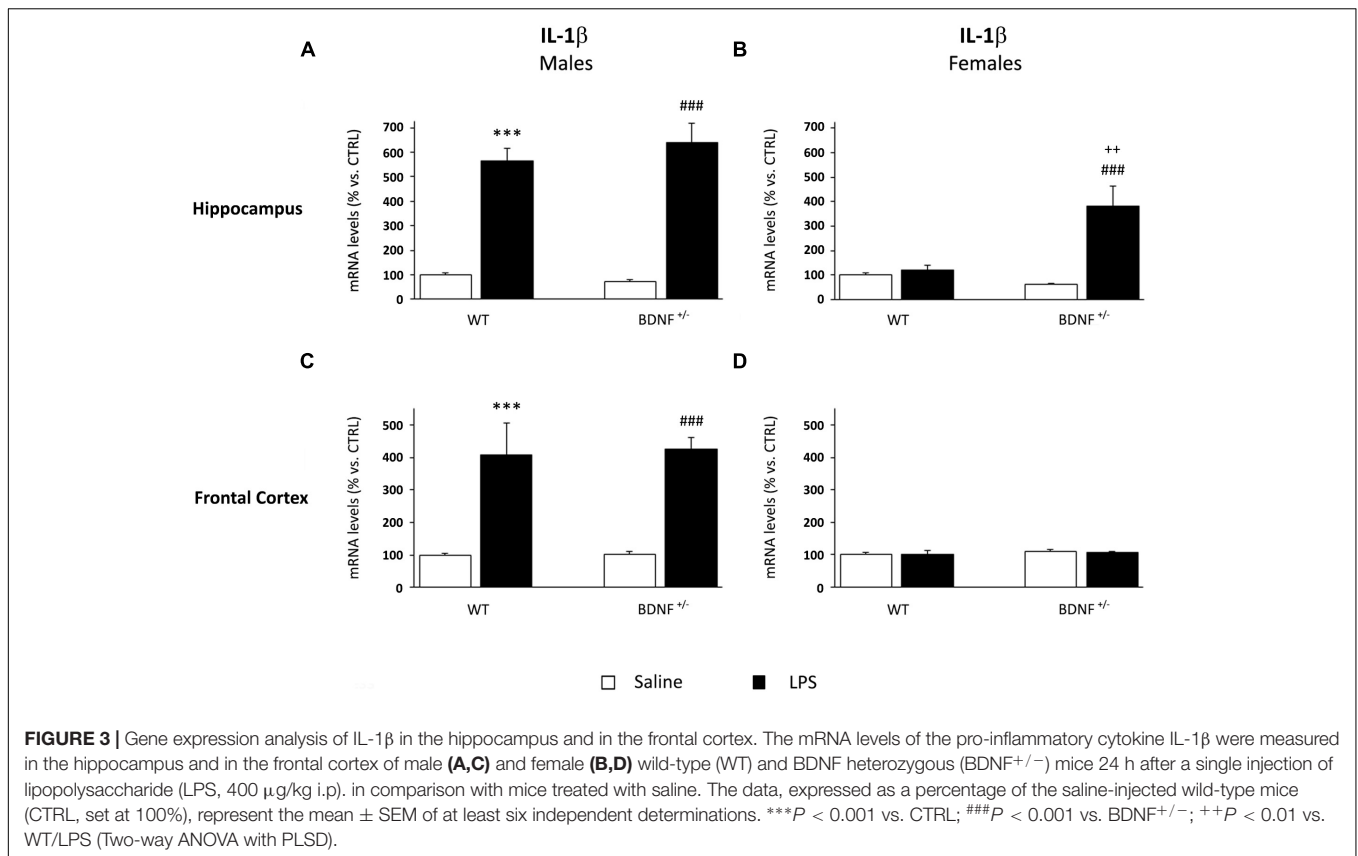 A
IL-1β
Males
B
IL-1β
Females
Hippocampus
mRNA levels (% vs. CTRL)
700
600
500
400
300
200
100
0
***
###
WT
BDNF +/-
mRNA levels (% vs. CTRL)
700
600
500
400
300
200
100
0
++
###
WT
BDNF +/-
C
D
Frontal Cortex
mRNA levels (% vs. CTRL)
500
400
300
200
100
0
***
###
WT
BDNF +/-
mRNA levels (% vs. CTRL)
500
400
300
200
100
0
WT
BDNF +/-
Saline
LPS
FIGURE 3 | Gene expression analysis of IL-1β in the hippocampus and in the frontal cortex. The mRNA levels of the pro-inflammatory cytokine IL-1β were measured
in the hippocampus and in the frontal cortex of male (A,C) and female (B,D) wild-type (WT) and BDNF heterozygous (BDNF+/−) mice 24 h after a single injection of
lipopolysaccharide (LPS, 400 μg/kg i.p). in comparison with mice treated with saline. The data, expressed as a percentage of the saline-injected wild-type mice
(CTRL, set at 100%), represent the mean ± SEM of at least six independent determinations. ***P < 0.001 vs. CTRL; ###P < 0.001 vs. BDNF+/−; ++P < 0.01 vs.
WT/LPS (Two-way ANOVA with PLSD).